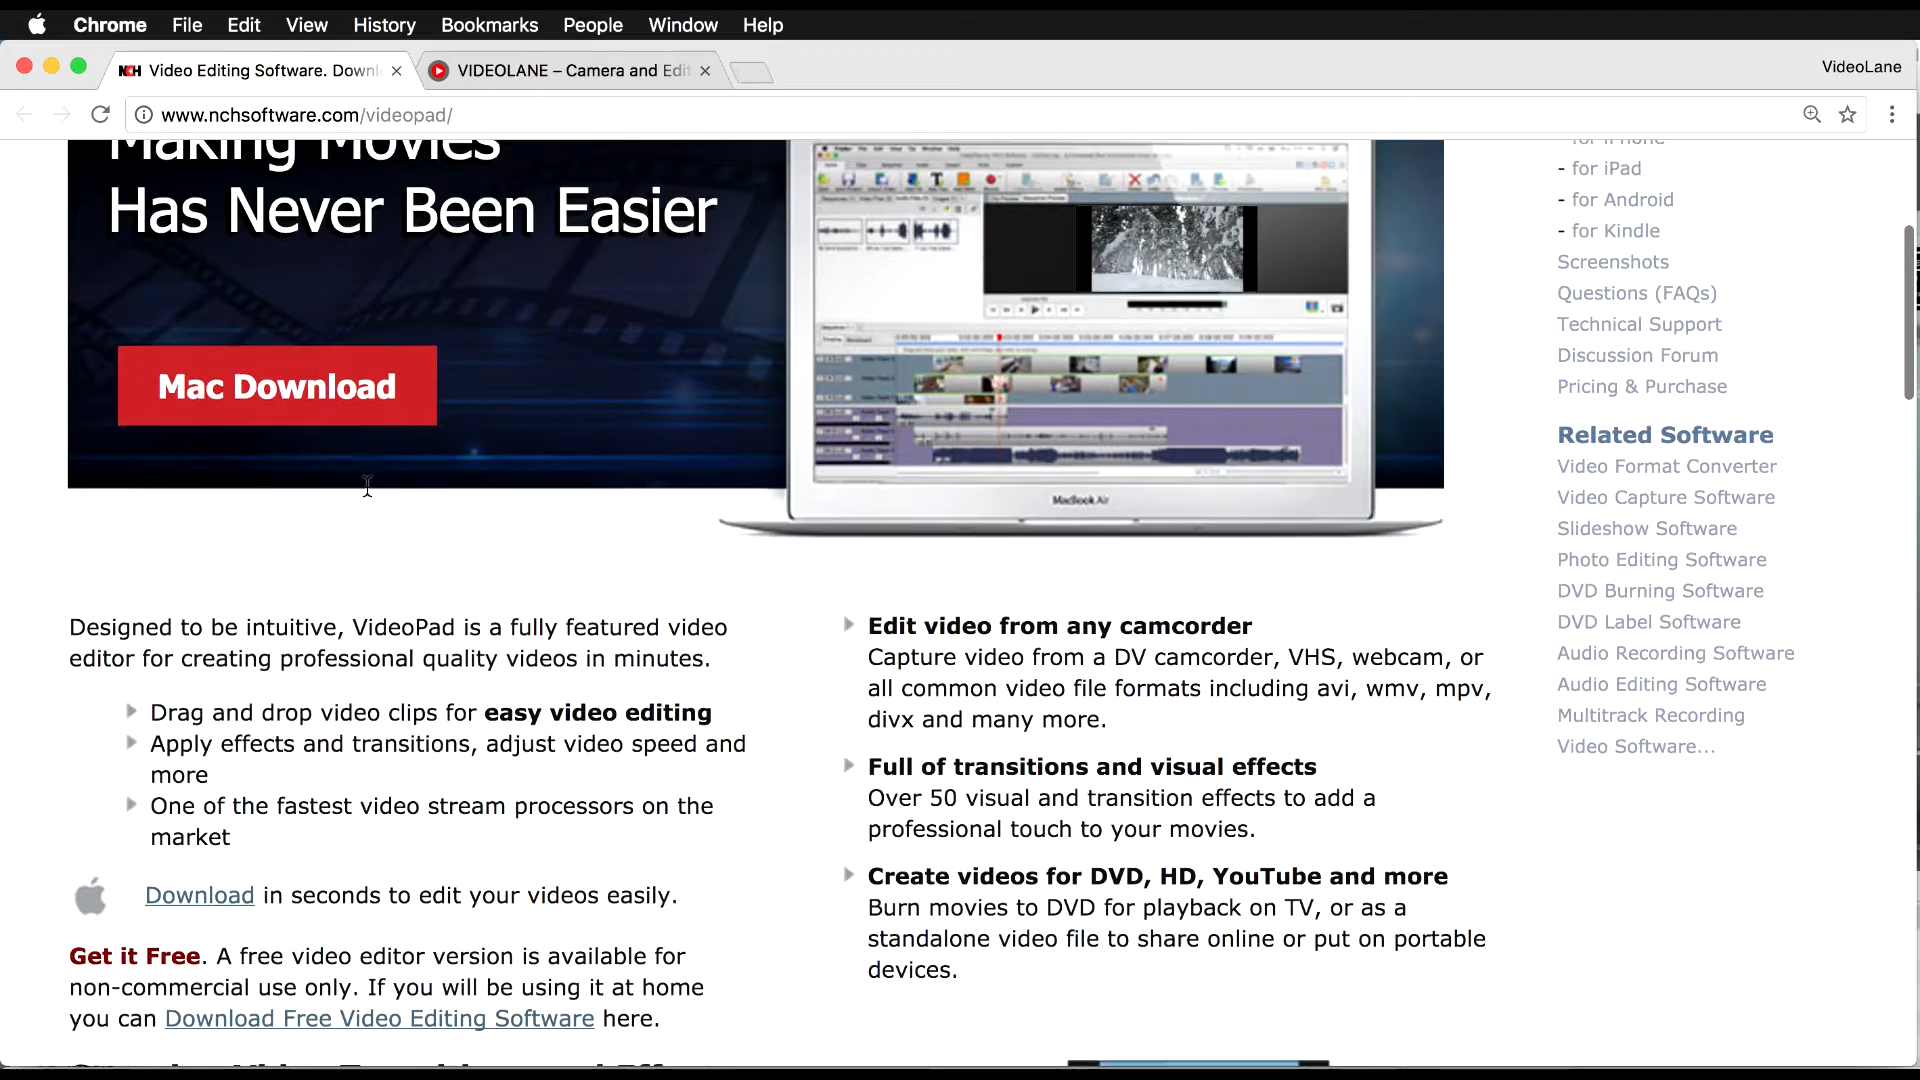 Chrome File Edit View History Bookmarks People Window Help
NCH Video Editing Software. Downl
VIDEOLANE – Camera and Edit
VideoLane
www.nchsoftware.com/videopad/
Making Movies
Has Never Been Easier
Mac Download
MacBook Air
Designed to be intuitive, VideoPad is a fully featured video
editor for creating professional quality videos in minutes.
Drag and drop video clips for easy video editing
Apply effects and transitions, adjust video speed and
more
One of the fastest video stream processors on the
market
Download in seconds to edit your videos easily.
Get it Free. A free video editor version is available for
non-commercial use only. If you will be using it at home
you can Download Free Video Editing Software here.
Edit video from any camcorder
Capture video from a DV camcorder, VHS, webcam, or
all common video file formats including avi, wmv, mpv,
divx and many more.
Full of transitions and visual effects
Over 50 visual and transition effects to add a
professional touch to your movies.
Create videos for DVD, HD, YouTube and more
Burn movies to DVD for playback on TV, or as a
standalone video file to share online or put on portable
devices.
- for iPhone
- for iPad
- for Android
- for Kindle
Screenshots
Questions (FAQs)
Technical Support
Discussion Forum
Pricing & Purchase
Related Software
Video Format Converter
Video Capture Software
Slideshow Software
Photo Editing Software
DVD Burning Software
DVD Label Software
Audio Recording Software
Audio Editing Software
Multitrack Recording
Video Software...